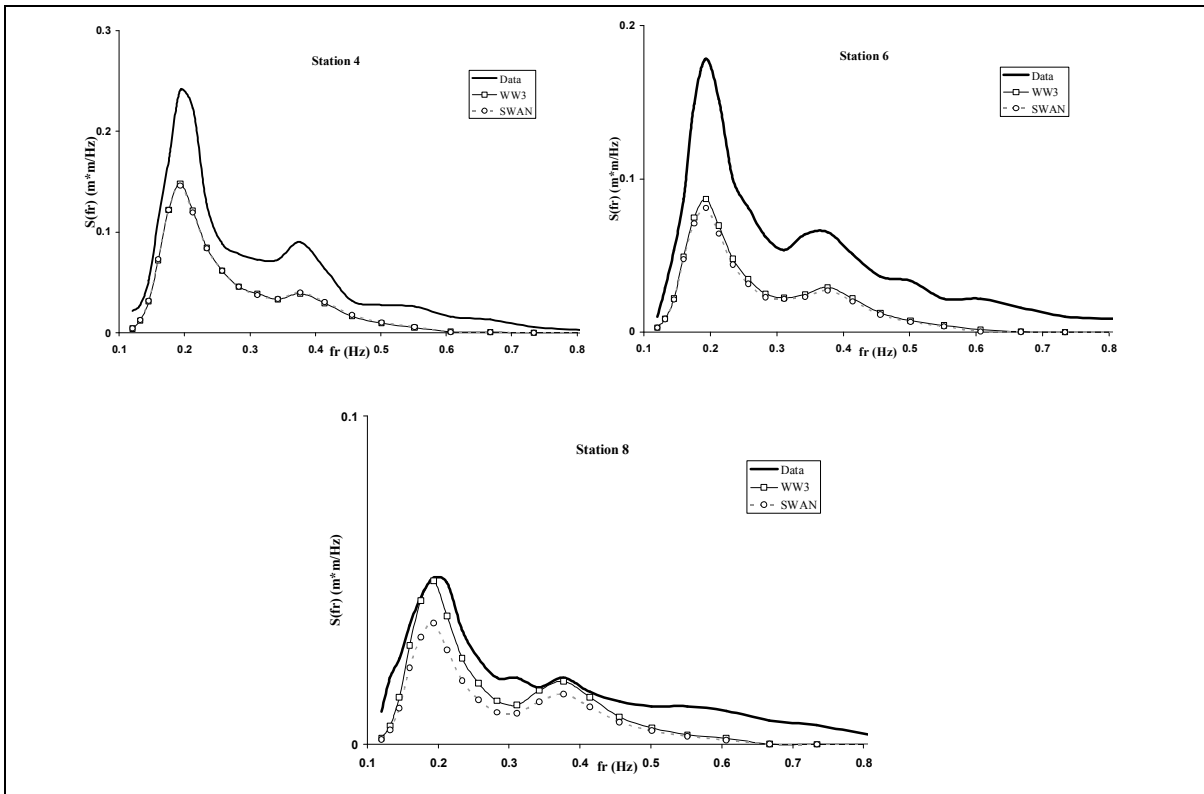 Station 4
0.3
0.2
0.1
0
S(fr) (m*m/Hz)
Data
WW3
SWAN
0.1 0.2 0.3 0.4 0.5 0.6 0.7 0.8
fr (Hz)
Station 6
0.2
0.1
0
S(fr) (m*m/Hz)
Data
WW3
SWAN
0.1 0.2 0.3 0.4 0.5 0.6 0.7 0.8
fr (Hz)
Station 8
0.1
0
S(fr) (m*m/Hz)
Data
WW3
SWAN
0.1 0.2 0.3 0.4 0.5 0.6 0.7 0.8
fr (Hz)